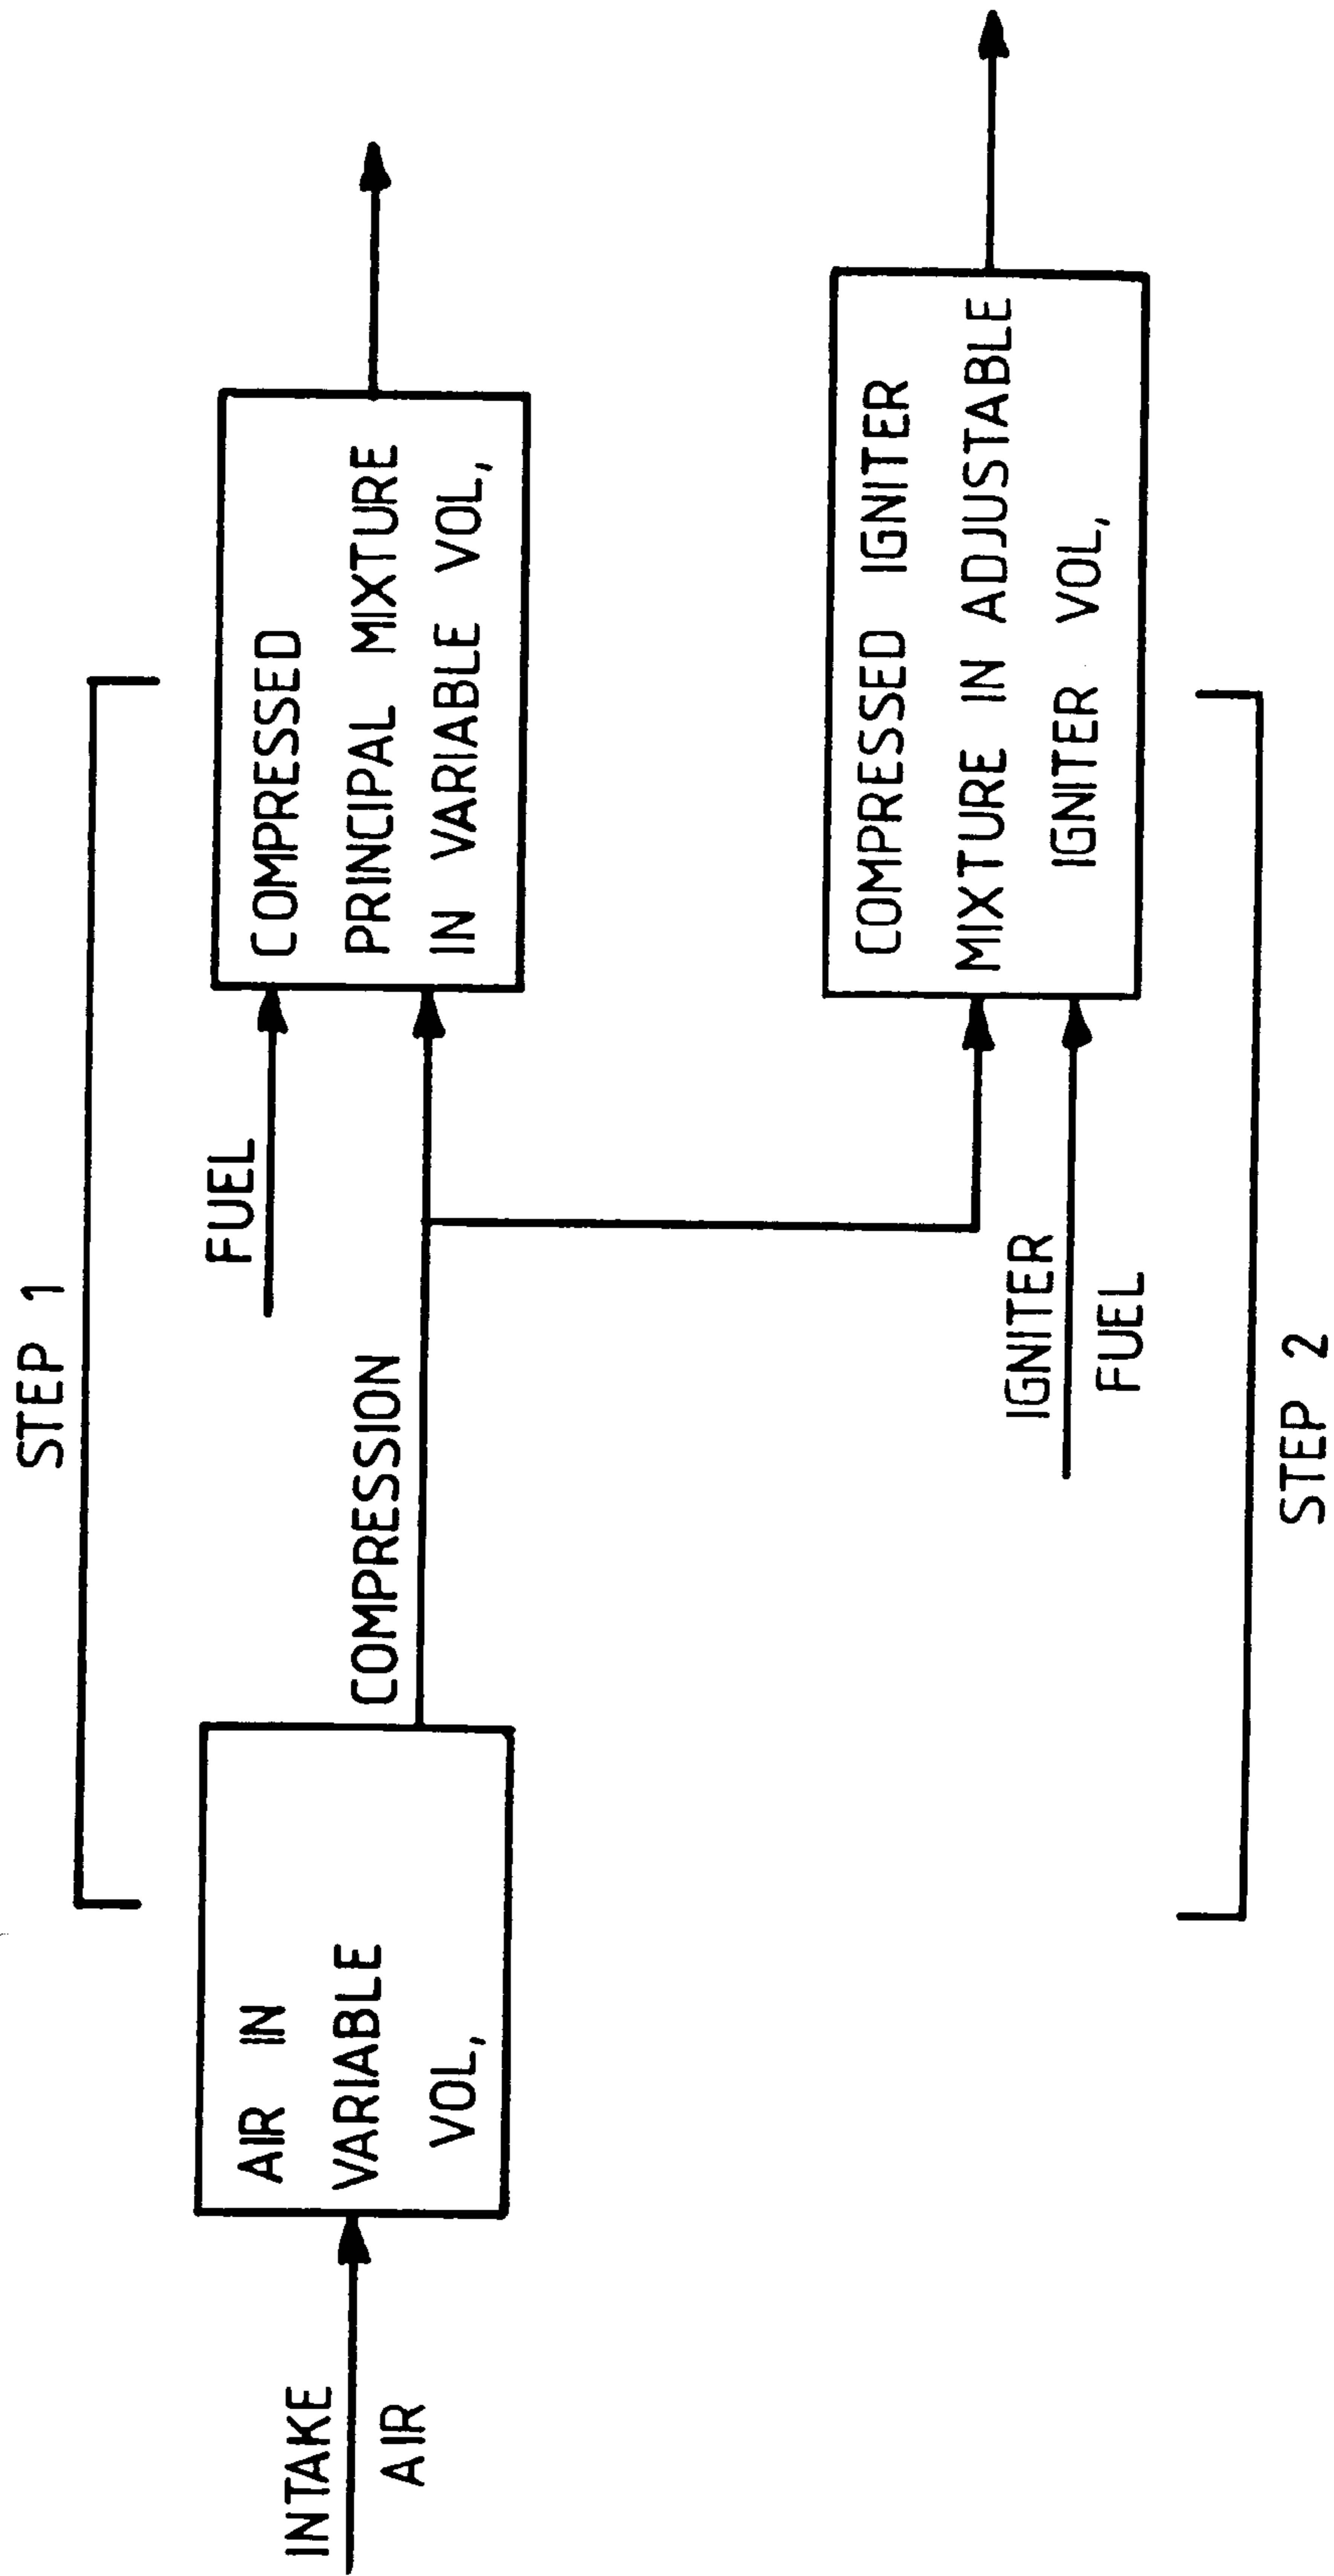 STEP 1
INTAKE
AIR
AIR IN
VARIABLE
VOL,
COMPRESSION
FUEL
COMPRESSED
PRINCIPAL MIXTURE
IN VARIABLE VOL,
IGNITER
FUEL
COMPRESSED IGNITER
MIXTURE IN ADJUSTABLE
IGNITER VOL,
STEP 2